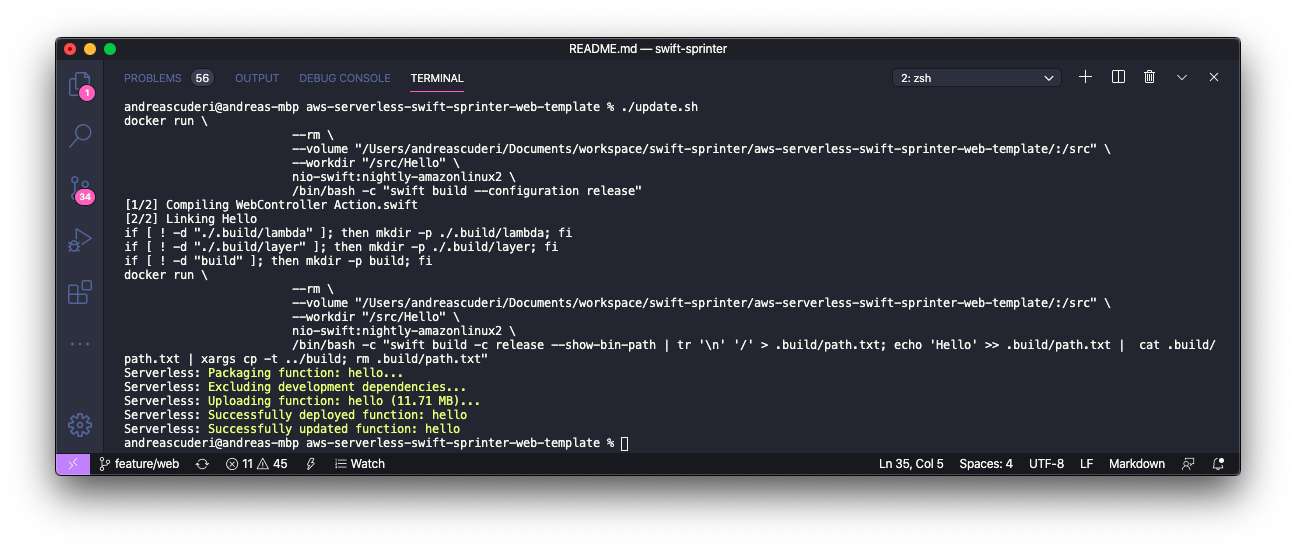 README.md — swift-sprinter
PROBLEMS 56 OUTPUT DEBUG CONSOLE TERMINAL 2: zsh
1
34
andreascuderi@andreas-mbp aws-serverless-swift-sprinter-web-template % ./update.sh
docker run \
--rm \
--volume "/Users/andreascuderi/Documents/workspace/swift-sprinter/aws-serverless-swift-sprinter-web-template/:/src" \
--workdir "/src/Hello" \
nio-swift:nightly-amazonlinux2 \
/bin/bash -c "swift build --configuration release"
[1/2] Compiling WebController Action.swift
[2/2] Linking Hello
if [ ! -d "./.build/lambda" ]; then mkdir -p ./.build/lambda; fi
if [ ! -d "./.build/layer" ]; then mkdir -p ./.build/layer; fi
if [ ! -d "build" ]; then mkdir -p build; fi
docker run \
--rm \
--volume "/Users/andreascuderi/Documents/workspace/swift-sprinter/aws-serverless-swift-sprinter-web-template/:/src" \
--workdir "/src/Hello" \
nio-swift:nightly-amazonlinux2 \
/bin/bash -c "swift build -c release --show-bin-path | tr '\n' '/' > .build/path.txt; echo 'Hello' >> .build/path.txt |  cat .build/
path.txt | xargs cp -t ../build; rm .build/path.txt"
Serverless: Packaging function: hello...
Serverless: Excluding development dependencies...
Serverless: Uploading function: hello (11.71 MB)...
Serverless: Successfully deployed function: hello
Serverless: Successfully updated function: hello
andreascuderi@andreas-mbp aws-serverless-swift-sprinter-web-template %
feature/web 11 45 Watch Ln 35, Col 5 Spaces: 4 UTF-8 LF Markdown